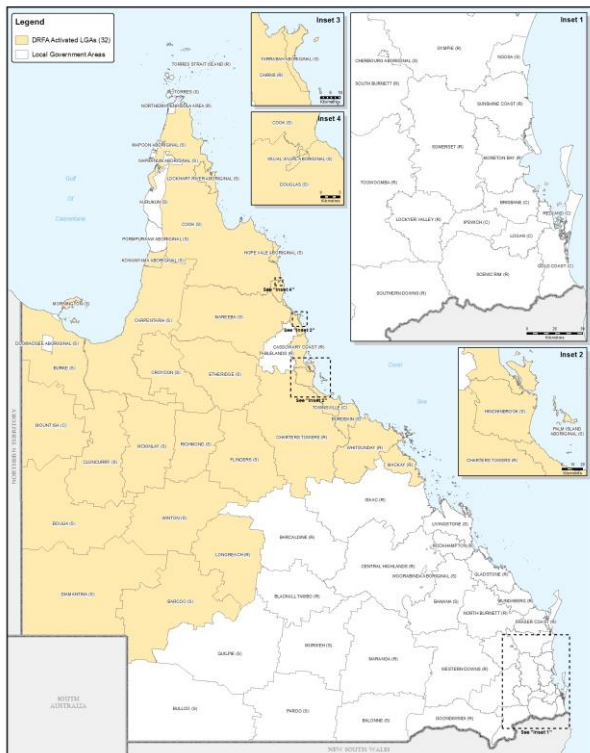 Legend
DRFA Activated LGAs (32)
Local Government Areas
Inset 3
YARRABAH ABORIGINAL (S)
CAIRNS (R)
Kilometres
Inset 4
COOK (S)
WUJAL WUJAL ABORIGINAL (S)
DOUGLAS (S)
Kilometres
Inset 1
GYMPIE (R)
NOOSA (S)
CHERBOURG ABORIGINAL (S)
SOUTH BURNETT (R)
SUNSHINE COAST (R)
SOMERSET (R)
MORETON BAY (R)
TOOWOOMBA (R)
BRISBANE (C)
REDLAND (C)
LOCKYER VALLEY (R)
IPSWICH (C)
LOGAN (C)
SCENIC RIM (R)
GOLD COAST (C)
SOUTHERN DOWNS (R)
Kilometres
Inset 2
HINCHINBROOK (S)
PALM ISLAND
ABORIGINAL (S)
CHARTERS TOWERS (R)
Kilometres
TORRES STRAIT ISLAND (R)
TORRES (S)
NORTHERN PENINSULA AREA (R)
MAPOON ABORIGINAL (S)
NAPRANUM ABORIGINAL (S)
LOCKHART RIVER ABORIGINAL (S)
Gulf
Of
Carpentaria
AURUKUN (S)
COOK (S)
PORMPURAAW ABORIGINAL (S)
KOWANYAMA ABORIGINAL (S)
HOPE VALE ABORIGINAL (S)
See "Inset 4"
MORNINGTON (S)
CARPENTARIA (S)
MAREEBA (S)
See "Inset 3"
DOOMADGEE ABORIGINAL (S)
CASSOWARY COAST (R)
TABLELANDS (R)
Coral
Sea
BURKE (S)
CROYDON (S)
ETHERIDGE (S)
See "Inset 2"
TOWNSVILLE (C)
BURDEKIN (S)
MOUNT ISA (C)
CLONCURRY (S)
MCKINLAY (S)
RICHMOND (S)
FLINDERS (S)
CHARTERS TOWERS (R)
WHITSUNDAY (R)
MACKAY (R)
NORTHERN TERRITORY
ISAAC (R)
BOULIA (S)
WINTON (S)
LIVINGSTONE (S)
BARCALDINE (R)
ROCKHAMPTON (R)
LONGREACH (R)
CENTRAL HIGHLANDS (R)
WOORABINDA ABORIGINAL (S)
GLADSTONE (R)
DIAMANTINA (S)
BARCOO (S)
BLACKALL TAMBO (R)
BANANA (S)
BUNDABERG (R)
NORTH BURNETT (R)
FRASER COAST (R)
QUILPIE (S)
MURWEH (S)
MARANOA (R)
WESTERN DOWNS (R)
BULLOO (S)
PAROO (S)
BALONNE (S)
GOONDIWINDI (R)
See "Inset 1"
SOUTH
AUSTRALIA
NEW SOUTH WALES